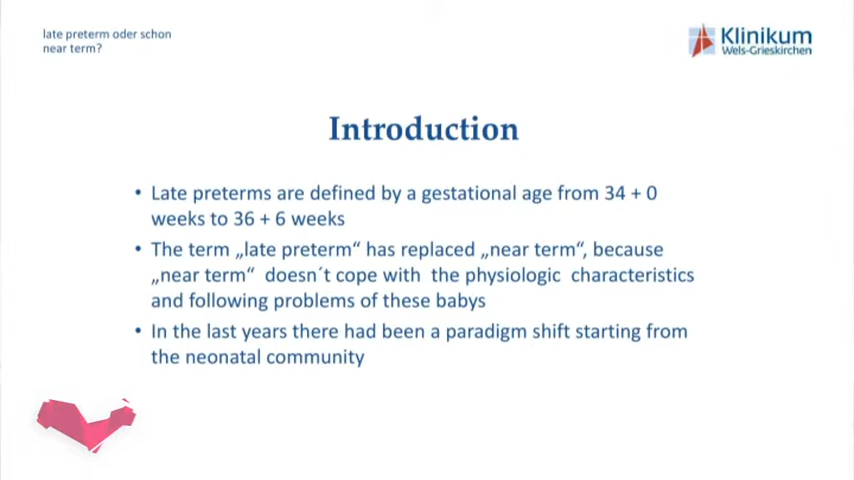 late preterm oder schon
near term?
Klinikum
Wels-Grieskirchen
Introduction
• Late preterms are defined by a gestational age from 34 + 0
weeks to 36 + 6 weeks
• The term „late preterm“ has replaced „near term“, because
„near term“ doesn´t cope with the physiologic characteristics
and following problems of these babys
• In the last years there had been a paradigm shift starting from
the neonatal community